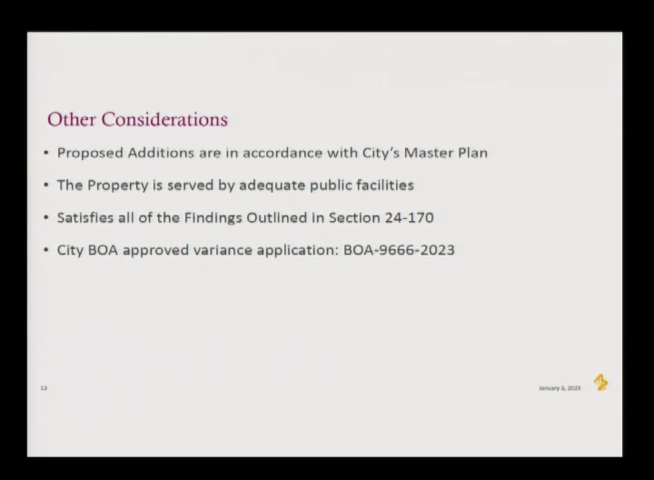 Other Considerations
• Proposed Additions are in accordance with City's Master Plan
• The Property is served by adequate public facilities
• Satisfies all of the Findings Outlined in Section 24-170
• City BOA approved variance application: BOA-9666-2023
13
January 3, 2023